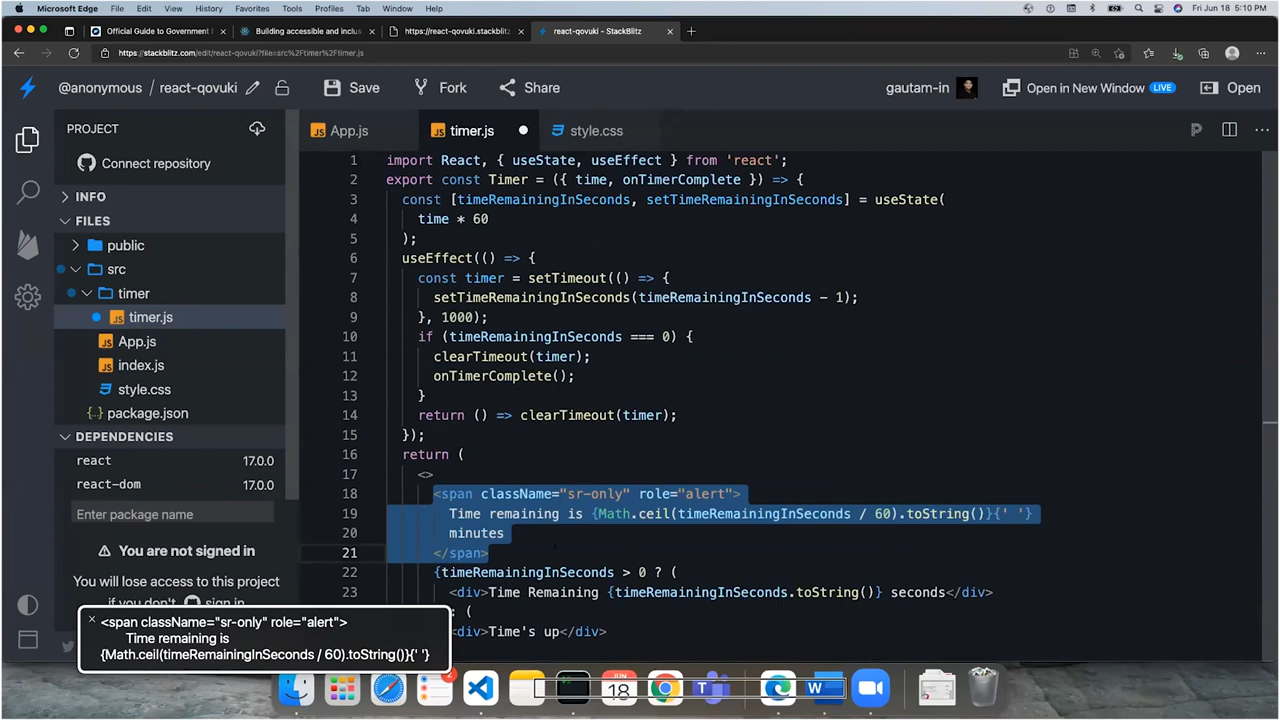 Microsoft Edge File Edit View History Favorites Tools Profiles Tab Window Help Fri Jun 18 5:10 PM
Official Guide to Government Building accessible and inclus https://react-qovuki.stackblitz react-qovuki - StackBlitz
https://stackblitz.com/edit/react-qovuki?file=src%2Ftimer%2Ftimer.js
@anonymous / react-qovuki Save Fork Share gautam-in Open in New Window LIVE Open
PROJECT
Connect repository
INFO
FILES
public
src
timer
timer.js
App.js
index.js
style.css
package.json
DEPENDENCIES
react 17.0.0
react-dom 17.0.0
Enter package name
You are not signed in
You will lose access to this project
if you don't sign in
App.js timer.js style.css
1 import React, { useState, useEffect } from 'react';
2 export const Timer = ({ time, onTimerComplete }) => {
3 const [timeRemainingInSeconds, setTimeRemainingInSeconds] = useState(
4 time * 60
5 );
6 useEffect(() => {
7 const timer = setTimeout(() => {
8 setTimeRemainingInSeconds(timeRemainingInSeconds - 1);
9 }, 1000);
10 if (timeRemainingInSeconds === 0) {
11 clearTimeout(timer);
12 onTimerComplete();
13 }
14 return () => clearTimeout(timer);
15 });
16 return (
17 <>
18 <span className="sr-only" role="alert">
19 Time remaining is {Math.ceil(timeRemainingInSeconds / 60).toString()}{' '}
20 minutes
21 </span>
22 {timeRemainingInSeconds > 0 ? (
23 <div>Time Remaining {timeRemainingInSeconds.toString()} seconds</div>
: (
<div>Time's up</div>
<span className="sr-only" role="alert">
Time remaining is
{Math.ceil(timeRemainingInSeconds / 60).toString()}{' '}
2
JUN
18